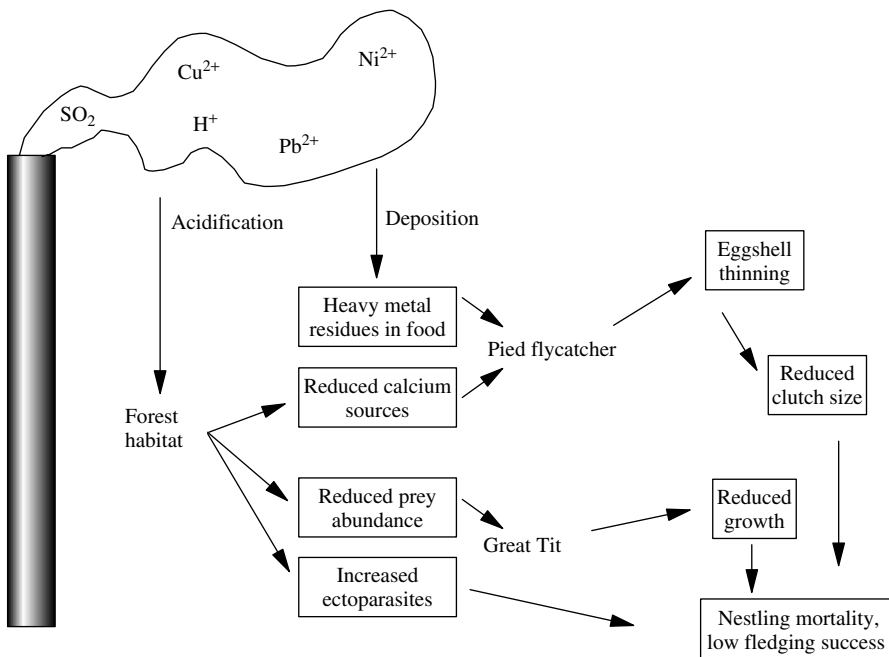 Cu²⁺
Ni²⁺
SO₂
H⁺
Pb²⁺
Acidification
Deposition
Eggshell
thinning
Heavy metal
residues in food
Pied flycatcher
Reduced calcium
sources
Reduced
clutch size
Forest
habitat
Reduced prey
abundance
Great Tit
Reduced
growth
Increased
ectoparasites
Nestling mortality,
low fledging success